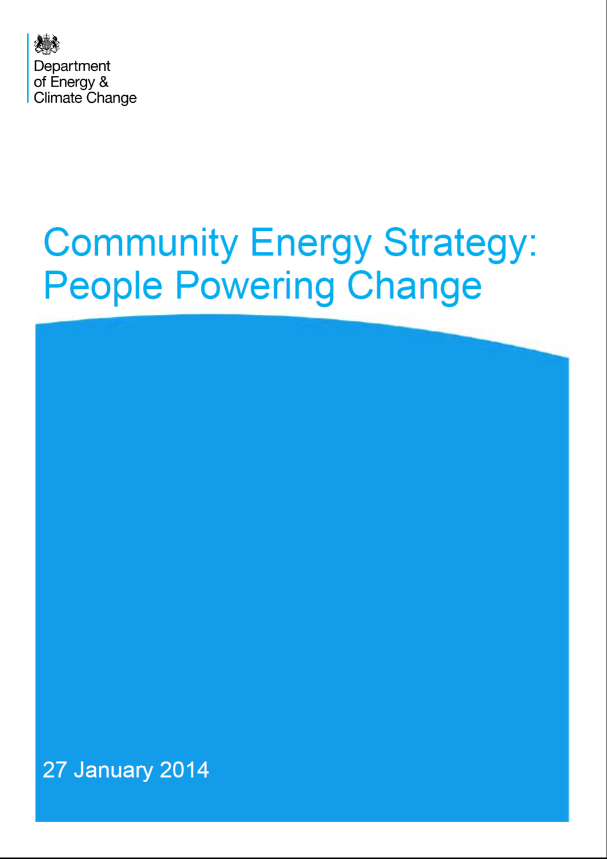 Department
of Energy &
Climate Change
Community Energy Strategy:
People Powering Change
27 January 2014